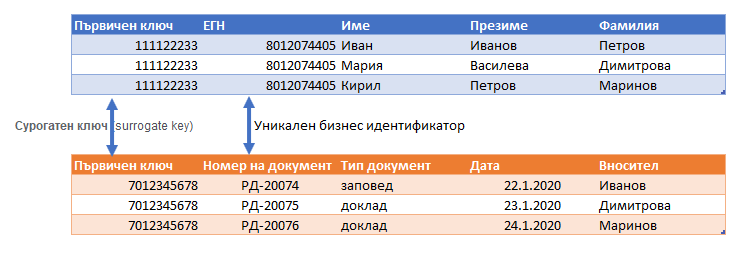 Първичен ключ ЕГН Име Презиме Фамилия
111122233 8012074405 Иван Иванов Петров
111122233 8012074405 Мария Василева Димитрова
111122233 8012074405 Кирил Петров Маринов
Сурогатен ключ (surrogate key) Уникален бизнес идентификатор
Първичен ключ Номер на документ Тип документ Дата Вносител
7012345678 РД-20074 заповед 22.1.2020 Иванов
7012345678 РД-20075 доклад 23.1.2020 Димитрова
7012345678 РД-20076 доклад 24.1.2020 Маринов